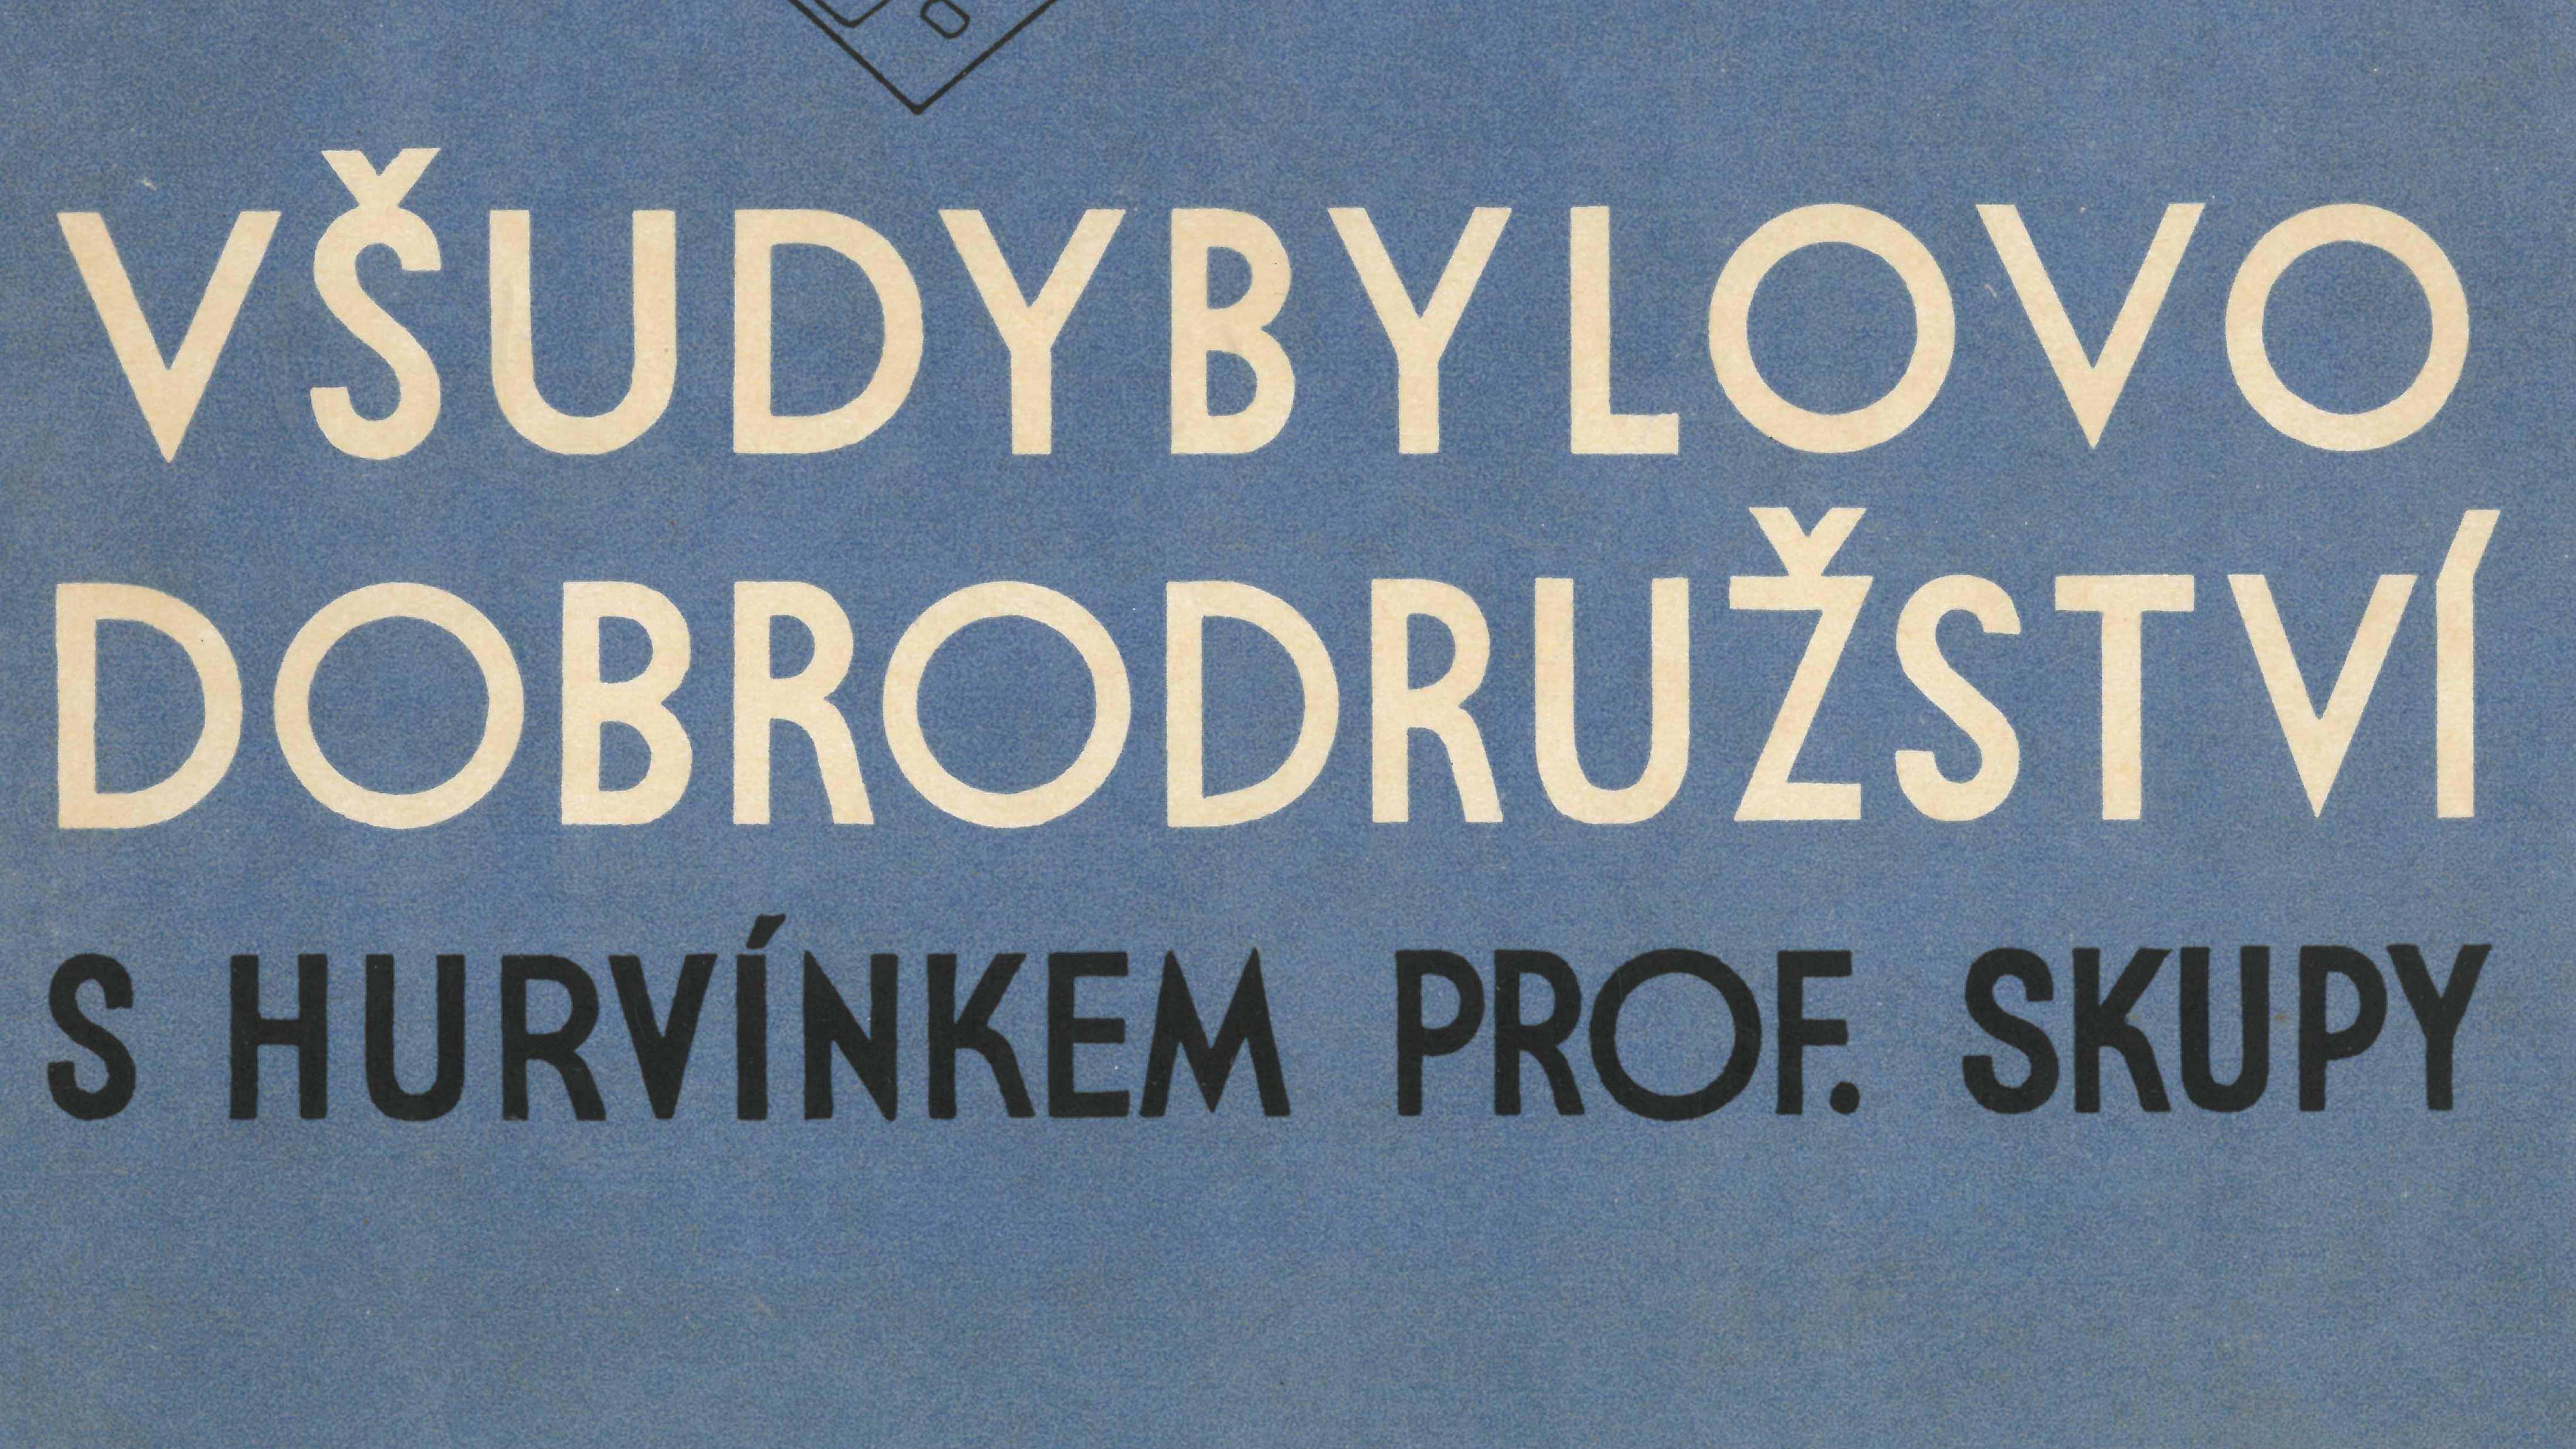 VŠUDYBYLOVO
DOBRODRUŽSTVÍ
S HURVÍNKEM PROF. SKUPY